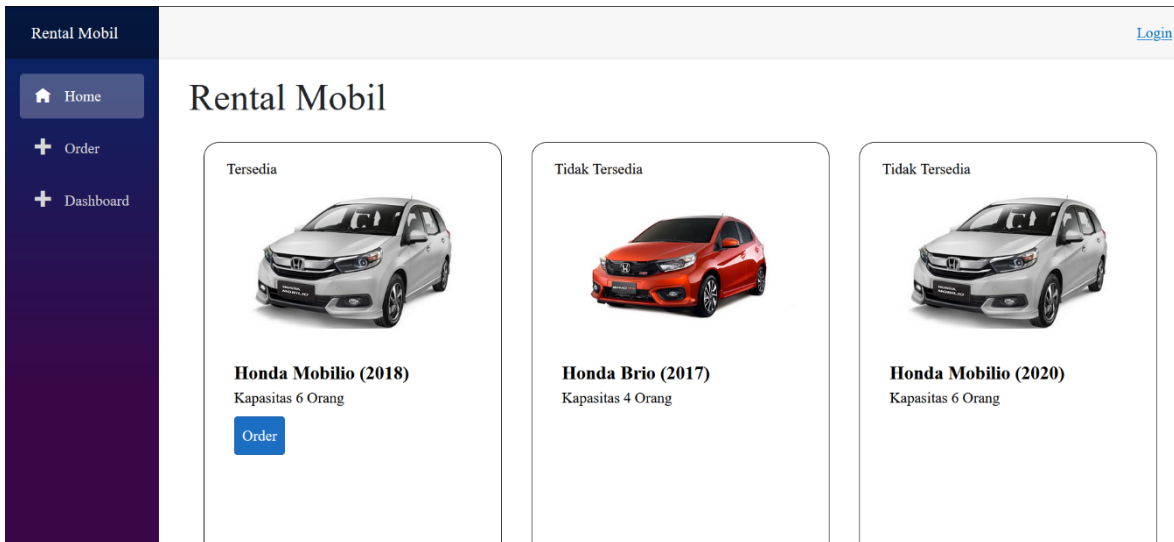 Rental Mobil
Login
Home
Order
Dashboard
Rental Mobil
Tersedia
Honda Mobilio (2018)
Kapasitas 6 Orang
Order
Tidak Tersedia
Honda Brio (2017)
Kapasitas 4 Orang
Tidak Tersedia
Honda Mobilio (2020)
Kapasitas 6 Orang